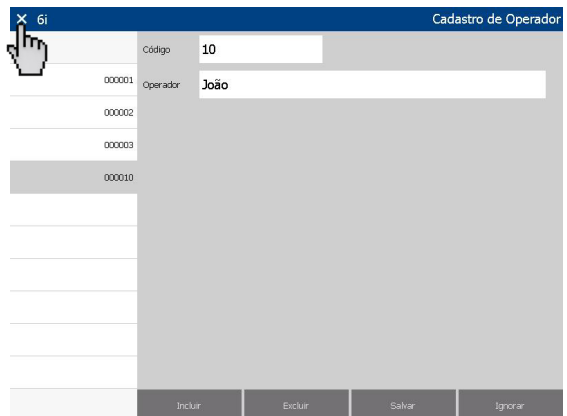 6i Cadastro de Operador
Código 10
000001 Operador João
000002
000003
000010
Incluir Excluir Salvar Ignorar